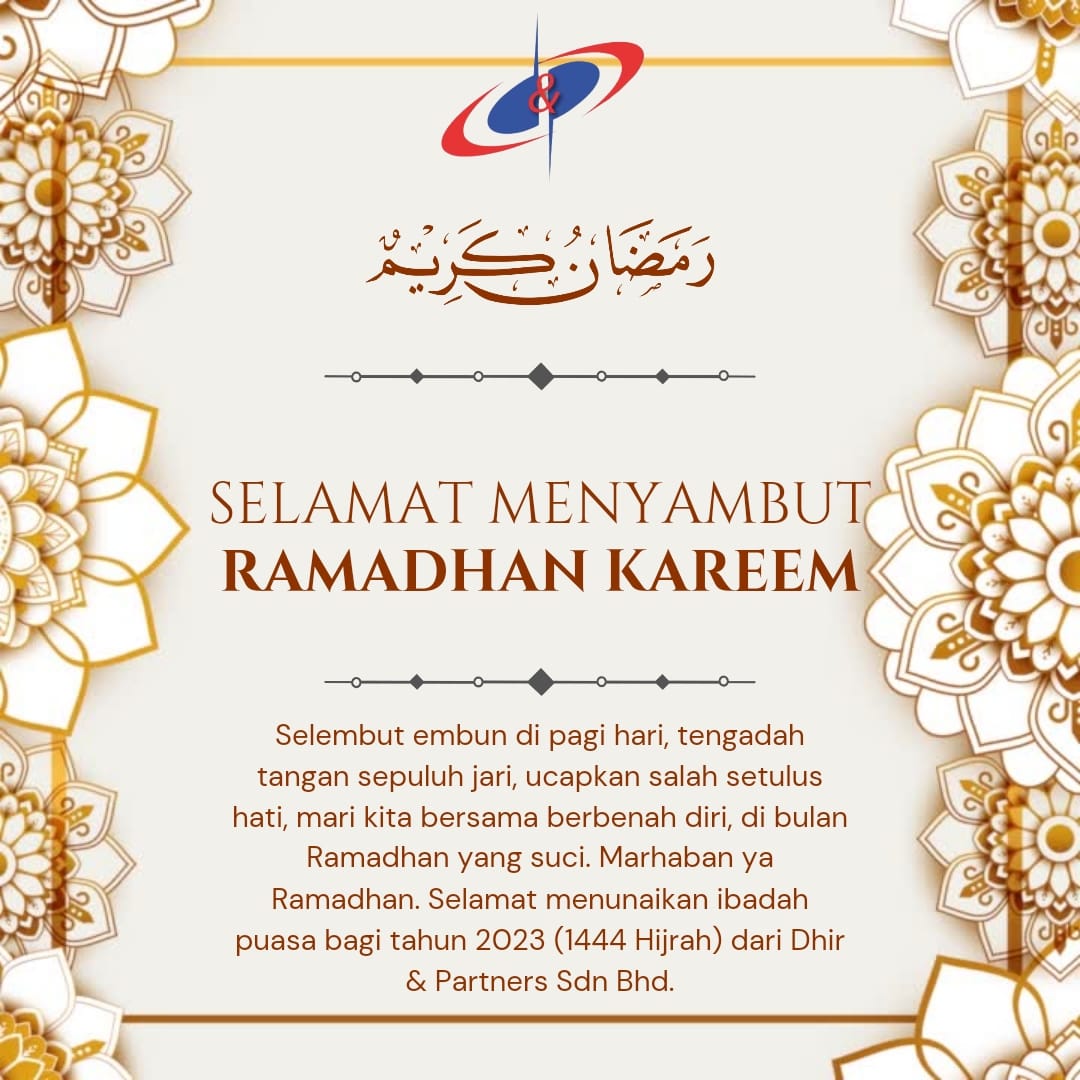 &
رَمَضَان كَرِيْمٌ
SELAMAT MENYAMBUT
RAMADHAN KAREEM
Selembut embun di pagi hari, tengadah
tangan sepuluh jari, ucapkan salah setulus
hati, mari kita bersama berbenah diri, di bulan
Ramadhan yang suci. Marhaban ya
Ramadhan. Selamat menunaikan ibadah
puasa bagi tahun 2023 (1444 Hijrah) dari Dhir
& Partners Sdn Bhd.